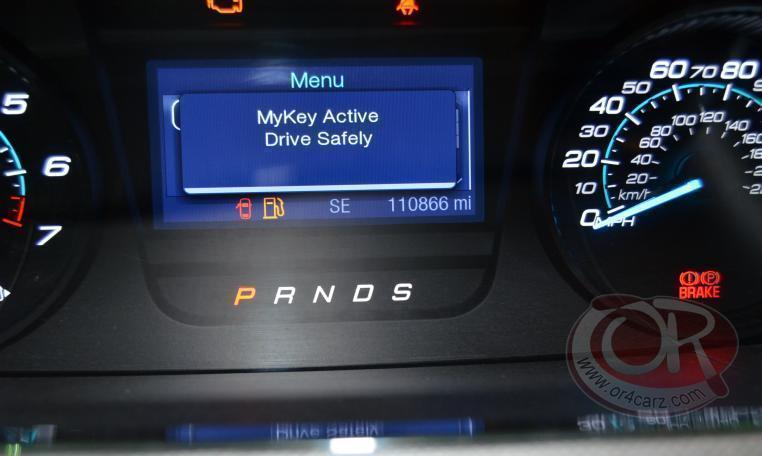 Menu
MyKey Active
Drive Safely
SE 110866 mi
P R N D S
5
6
7
60 70 80
50
40
30
20
10
0 MPH
80 100 120 140 160
60
40
20
km/h
BRAKE
OR
www.or4carz.com